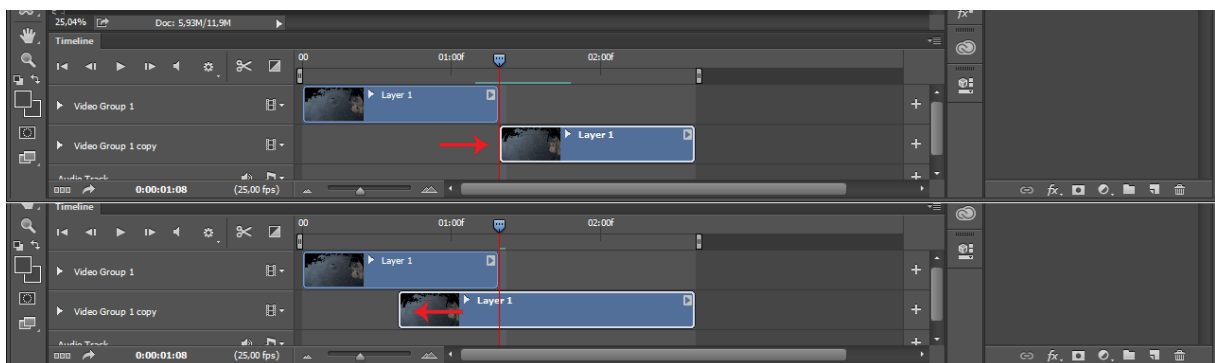 25,04% Doc: 5,93M/11,9M
Timeline
00 01:00f 02:00f
Video Group 1
Layer 1
Video Group 1 copy
Layer 1
Audio Track
0:00:01:08 (25,00 fps)
fx
fx.
Timeline
00 01:00f 02:00f
Video Group 1
Layer 1
Video Group 1 copy
Layer 1
Audio Track
0:00:01:08 (25,00 fps)
fx.